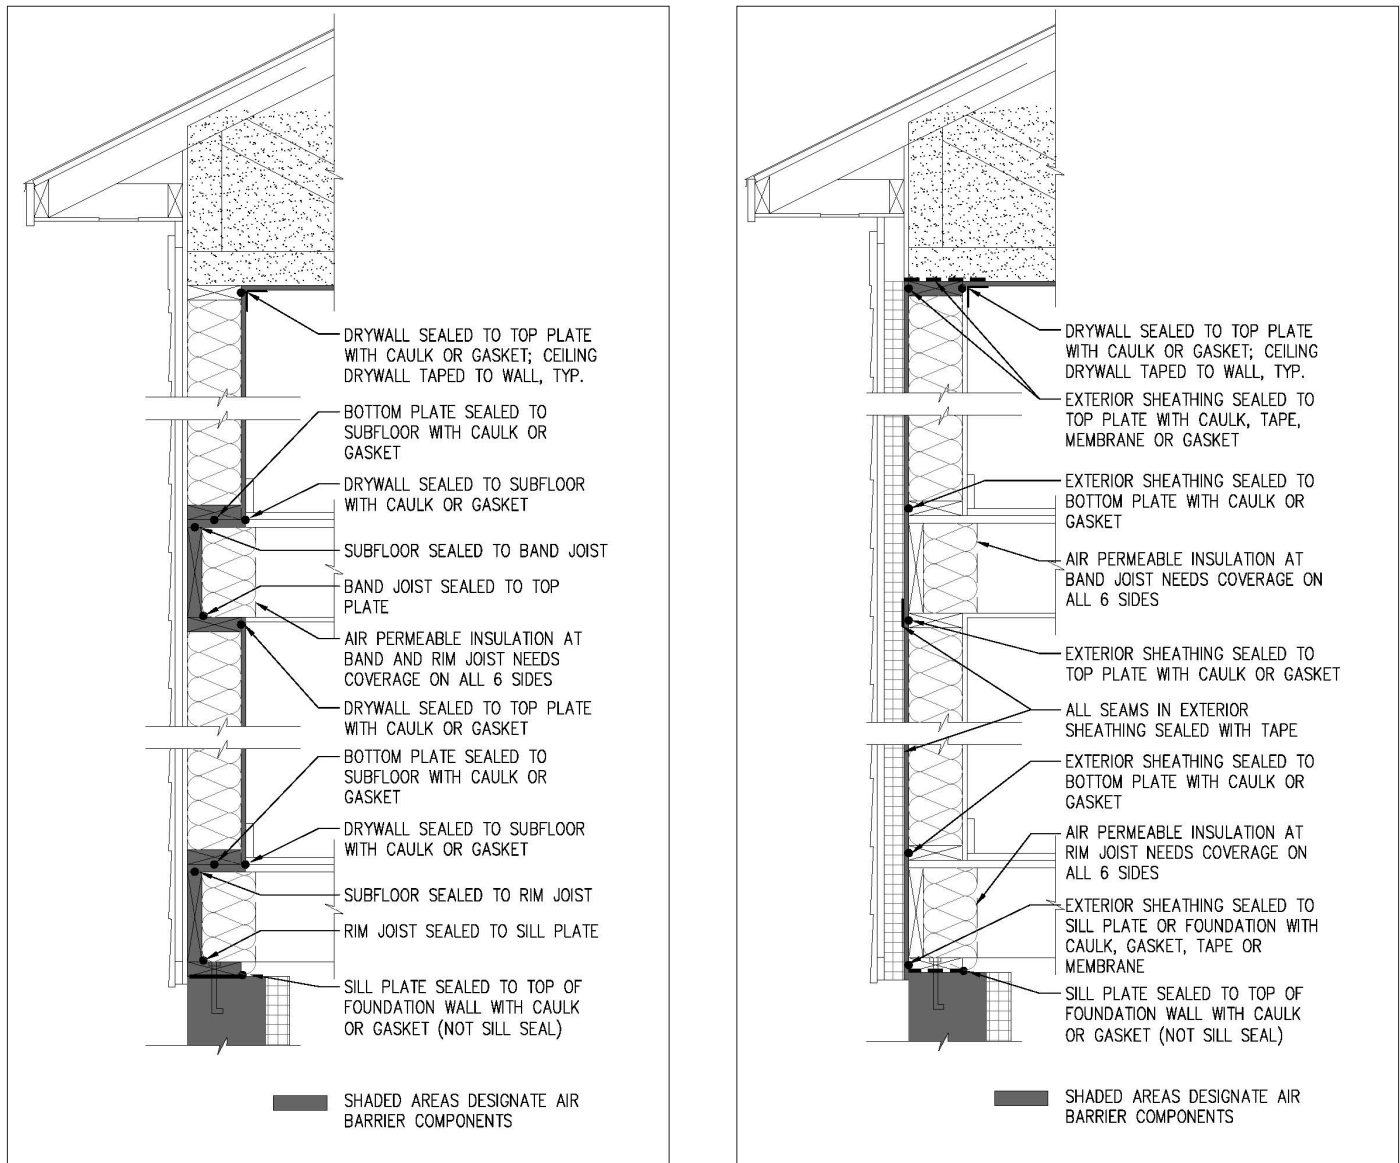 DRYWALL SEALED TO TOP PLATE
WITH CAULK OR GASKET; CEILING
DRYWALL TAPED TO WALL, TYP.
BOTTOM PLATE SEALED TO
SUBFLOOR WITH CAULK OR
GASKET
DRYWALL SEALED TO SUBFLOOR
WITH CAULK OR GASKET
SUBFLOOR SEALED TO BAND JOIST
BAND JOIST SEALED TO TOP
PLATE
AIR PERMEABLE INSULATION AT
BAND AND RIM JOIST NEEDS
COVERAGE ON ALL 6 SIDES
DRYWALL SEALED TO TOP PLATE
WITH CAULK OR GASKET
BOTTOM PLATE SEALED TO
SUBFLOOR WITH CAULK OR
GASKET
DRYWALL SEALED TO SUBFLOOR
WITH CAULK OR GASKET
SUBFLOOR SEALED TO RIM JOIST
RIM JOIST SEALED TO SILL PLATE
SILL PLATE SEALED TO TOP OF
FOUNDATION WALL WITH CAULK
OR GASKET (NOT SILL SEAL)
SHADED AREAS DESIGNATE AIR
BARRIER COMPONENTS
DRYWALL SEALED TO TOP PLATE
WITH CAULK OR GASKET; CEILING
DRYWALL TAPED TO WALL, TYP.
EXTERIOR SHEATHING SEALED TO
TOP PLATE WITH CAULK, TAPE,
MEMBRANE OR GASKET
EXTERIOR SHEATHING SEALED TO
BOTTOM PLATE WITH CAULK OR
GASKET
AIR PERMEABLE INSULATION AT
BAND JOIST NEEDS COVERAGE ON
ALL 6 SIDES
EXTERIOR SHEATHING SEALED TO
TOP PLATE WITH CAULK OR GASKET
ALL SEAMS IN EXTERIOR
SHEATHING SEALED WITH TAPE
EXTERIOR SHEATHING SEALED TO
BOTTOM PLATE WITH CAULK OR
GASKET
AIR PERMEABLE INSULATION AT
RIM JOIST NEEDS COVERAGE ON
ALL 6 SIDES
EXTERIOR SHEATHING SEALED TO
SILL PLATE OR FOUNDATION WITH
CAULK, GASKET, TAPE OR
MEMBRANE
SILL PLATE SEALED TO TOP OF
FOUNDATION WALL WITH CAULK
OR GASKET (NOT SILL SEAL)
SHADED AREAS DESIGNATE AIR
BARRIER COMPONENTS